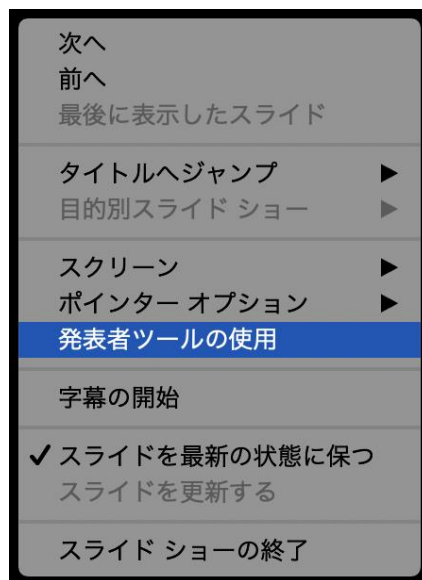 次へ
前へ
最後に表示したスライド
タイトルへジャンプ
目的別スライド ショー
スクリーン
ポインター オプション
発表者ツールの使用
字幕の開始
✓ スライドを最新の状態に保つ
スライドを更新する
スライド ショーの終了